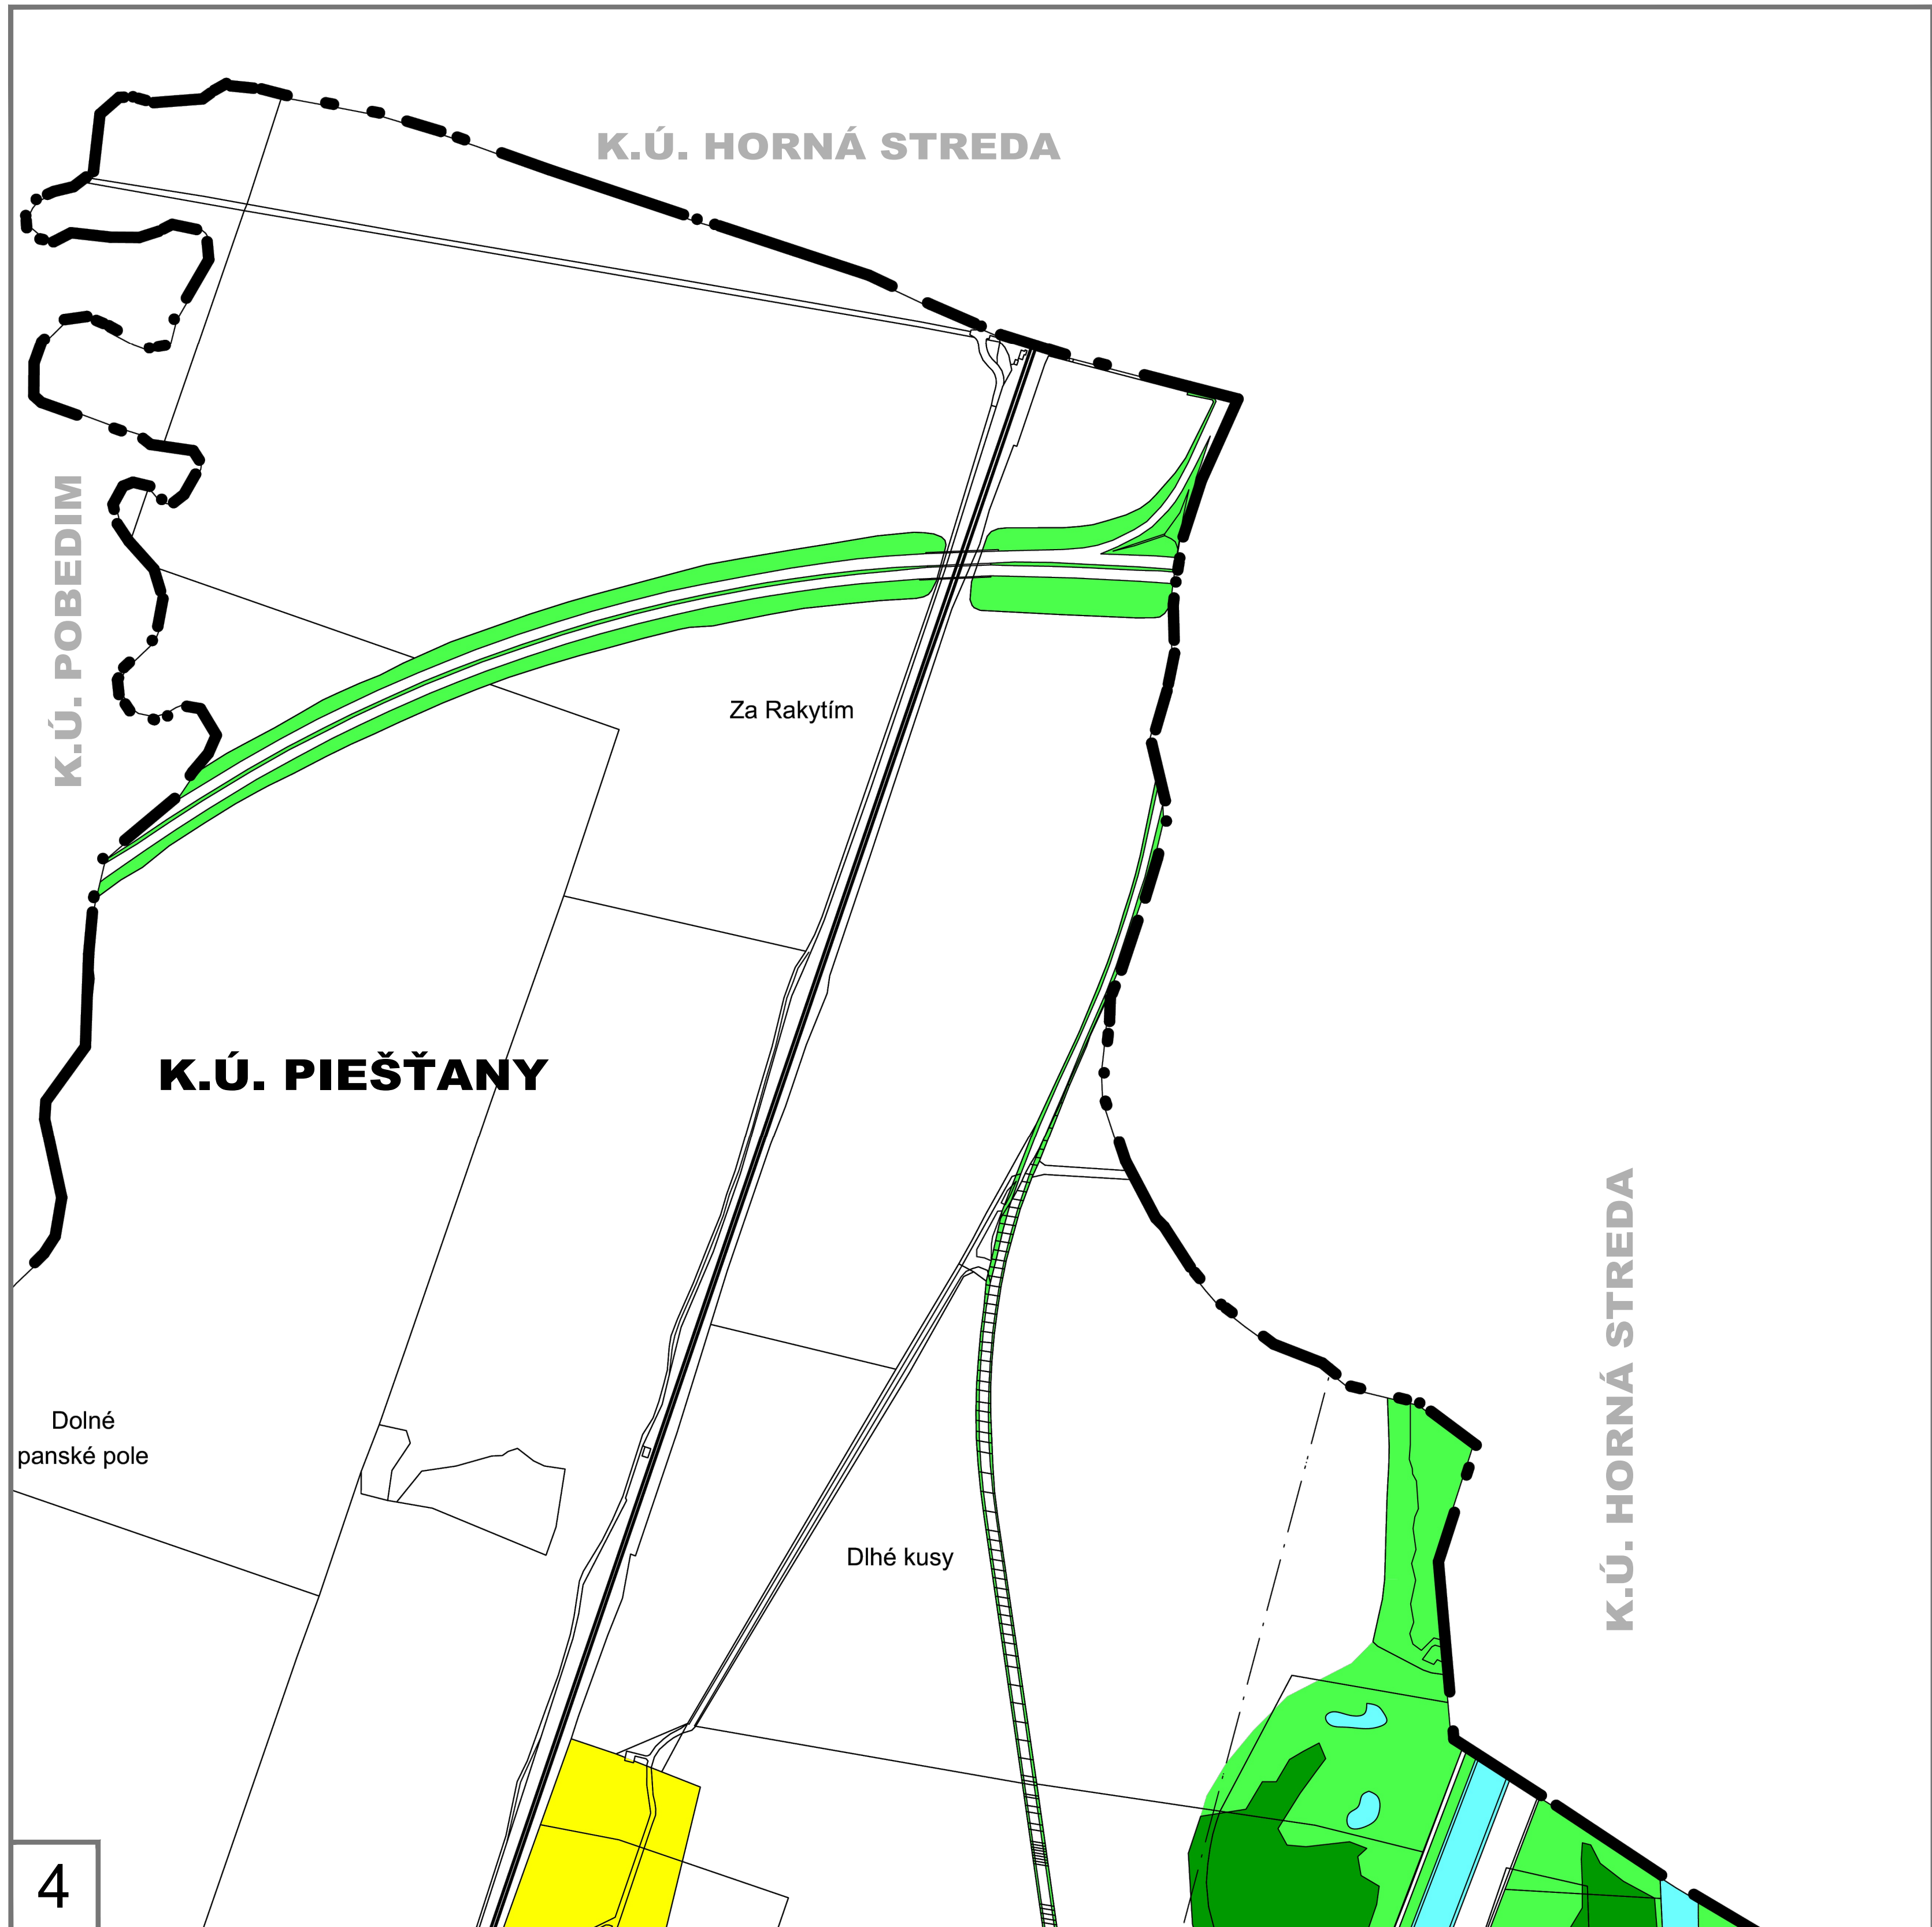 K.Ú. HORNÁ STREDA
K.Ú. POBEDIM
Za Rakytím
K.Ú. PIEŠŤANY
K.Ú. HORNÁ STREDA
Dolné
panské pole
Dlhé kusy
4